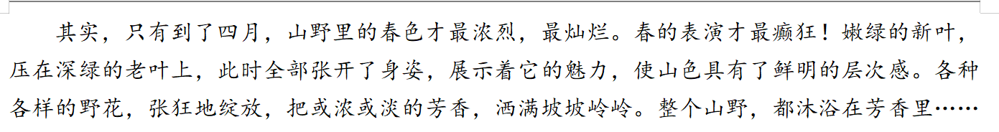 其实，只有到了四月，山野里的春色才最浓烈，最灿烂。春的表演才最癫狂！嫩绿的新叶，
压在深绿的老叶上，此时全部张开了身姿，展示着它的魅力，使山色具有了鲜明的层次感。各种
各样的野花，张狂地绽放，把或浓或淡的芳香，洒满坡坡岭岭。整个山野，都沐浴在芳香里……